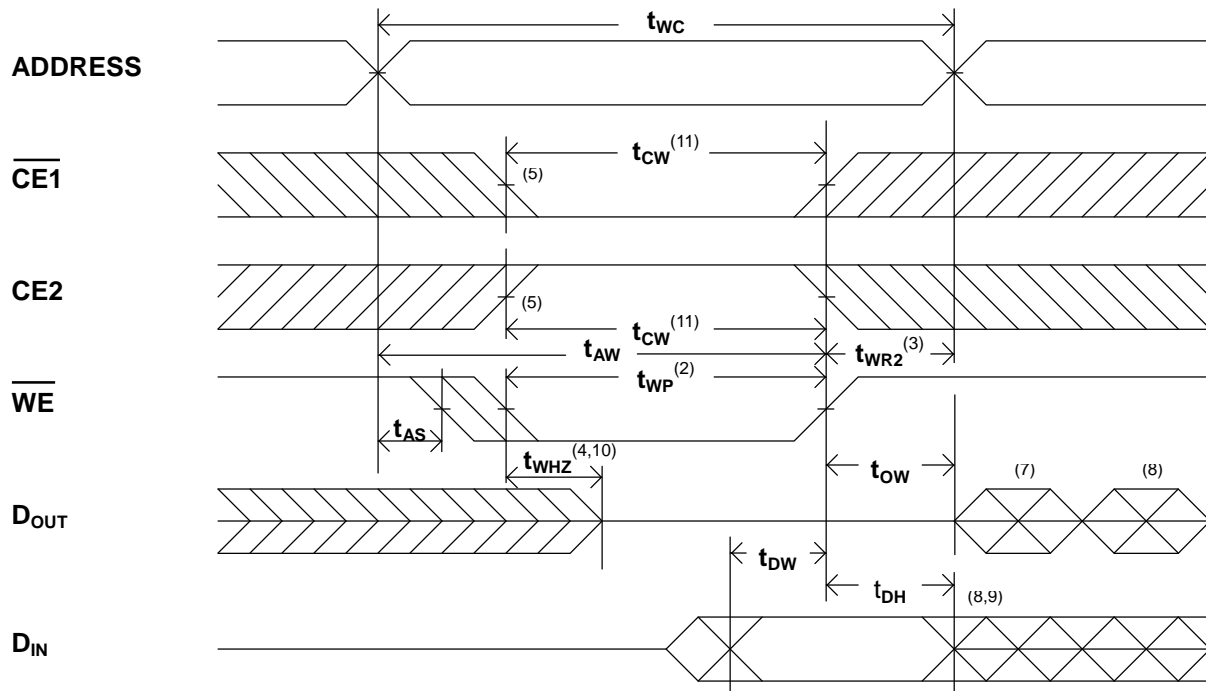 tWC
ADDRESS
CE1
tCW(11)
(5)
CE2
(5)
tCW(11)
tAW
tWR2(3)
WE
tWP(2)
tAS
tWHZ(4,10)
tOW
DOUT
(7)
(8)
tDW
tDH
(8,9)
DIN